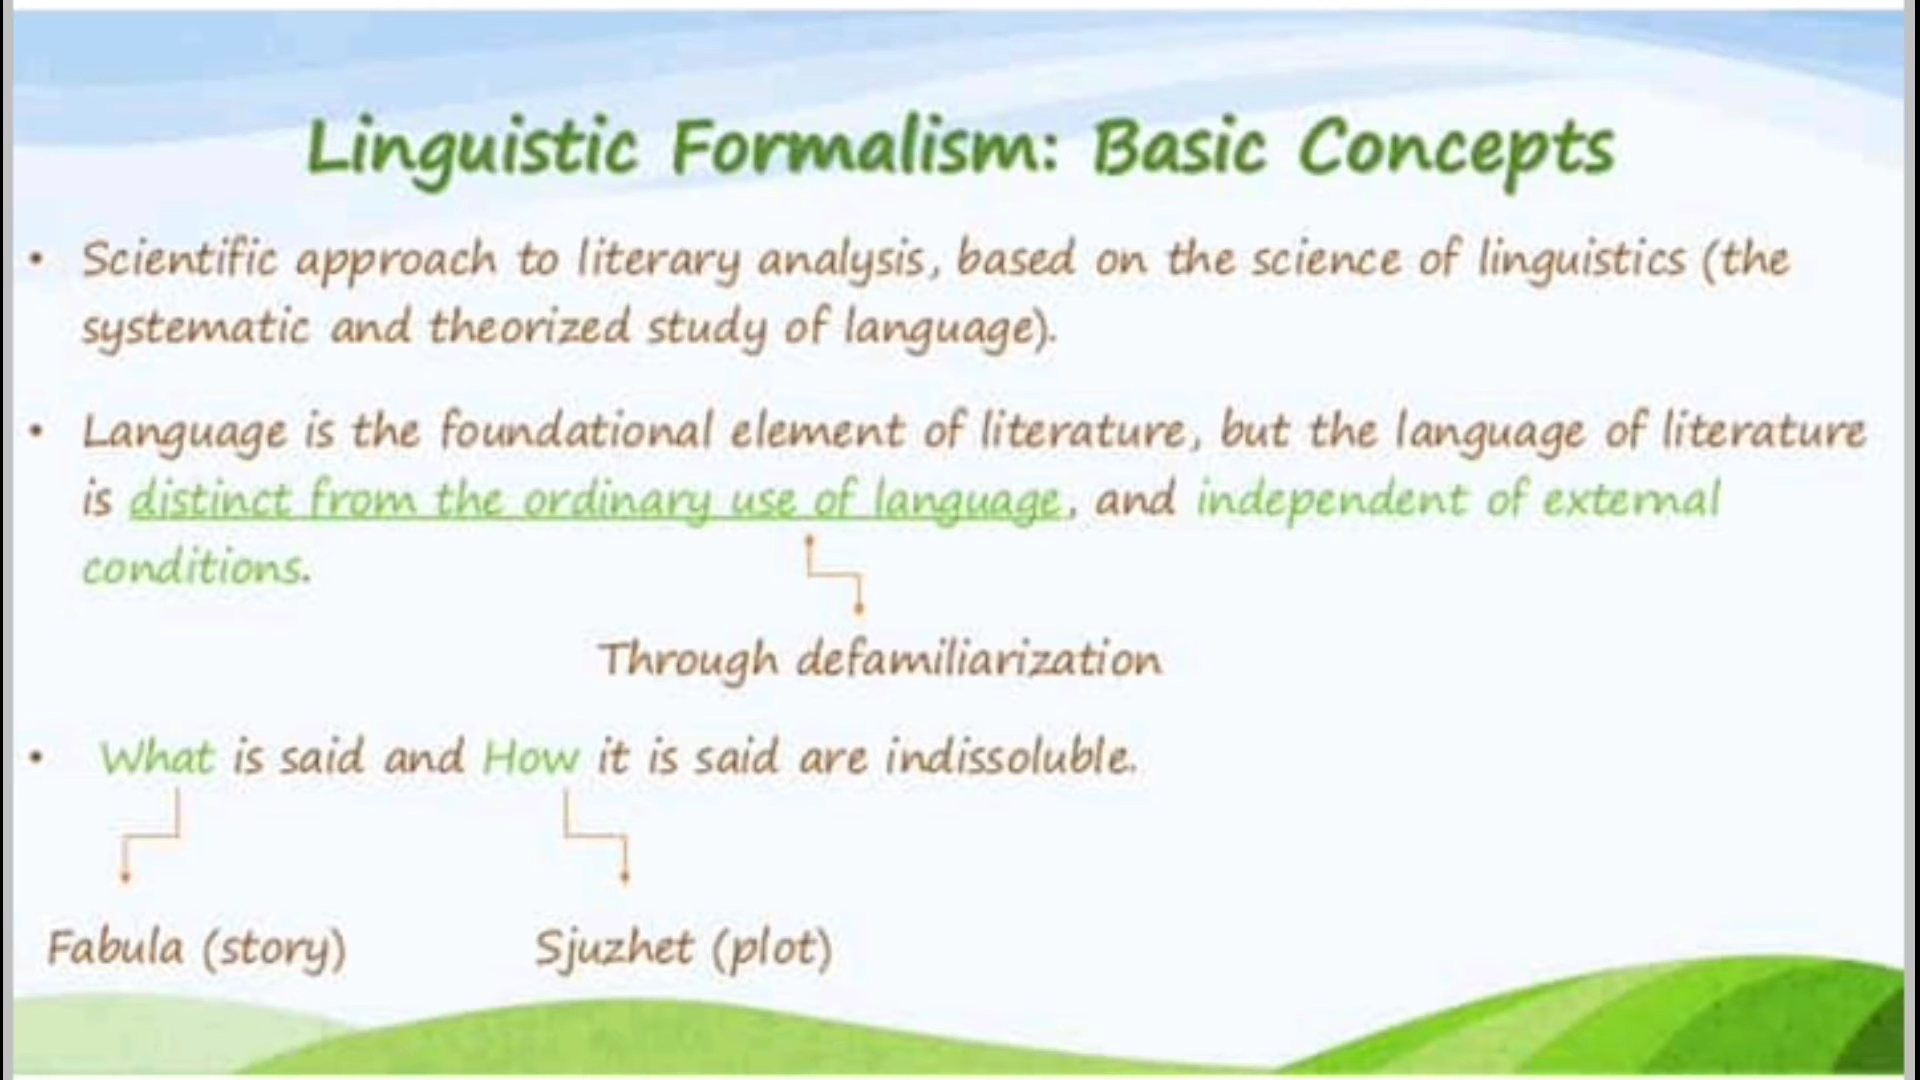 Linguistic Formalism: Basic Concepts
• Scientific approach to literary analysis, based on the science of linguistics (the
systematic and theorized study of language).
• Language is the foundational element of literature, but the language of literature
is distinct from the ordinary use of language, and independent of external
conditions.
Through defamiliarization
• What is said and How it is said are indissoluble.
Fabula (story) Sjuzhet (plot)